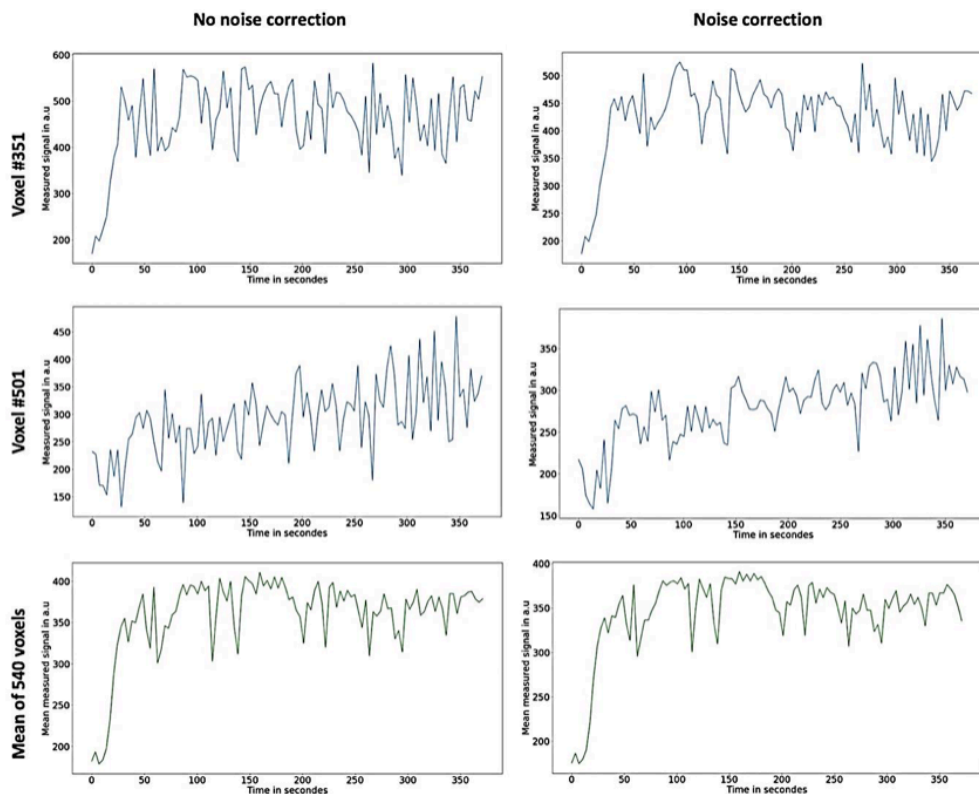 No noise correction
Noise correction
Voxel #351
Measured signal in a.u
600
500
400
300
200
0 50 100 150 200 250 300 350
Time in secondes
Measured signal in a.u
500
450
400
350
300
250
200
0 50 100 150 200 250 300 350
Time in secondes
Voxel #501
Measured signal in a.u
450
400
350
300
250
200
150
0 50 100 150 200 250 300 350
Time in secondes
Measured signal in a.u
350
300
250
200
150
0 50 100 150 200 250 300 350
Time in secondes
Mean of 540 voxels
Mean measured signal in a.u
400
350
300
250
200
0 50 100 150 200 250 300 350
Time in secondes
Mean measured signal in a.u
400
350
300
250
200
0 50 100 150 200 250 300 350
Time in secondes